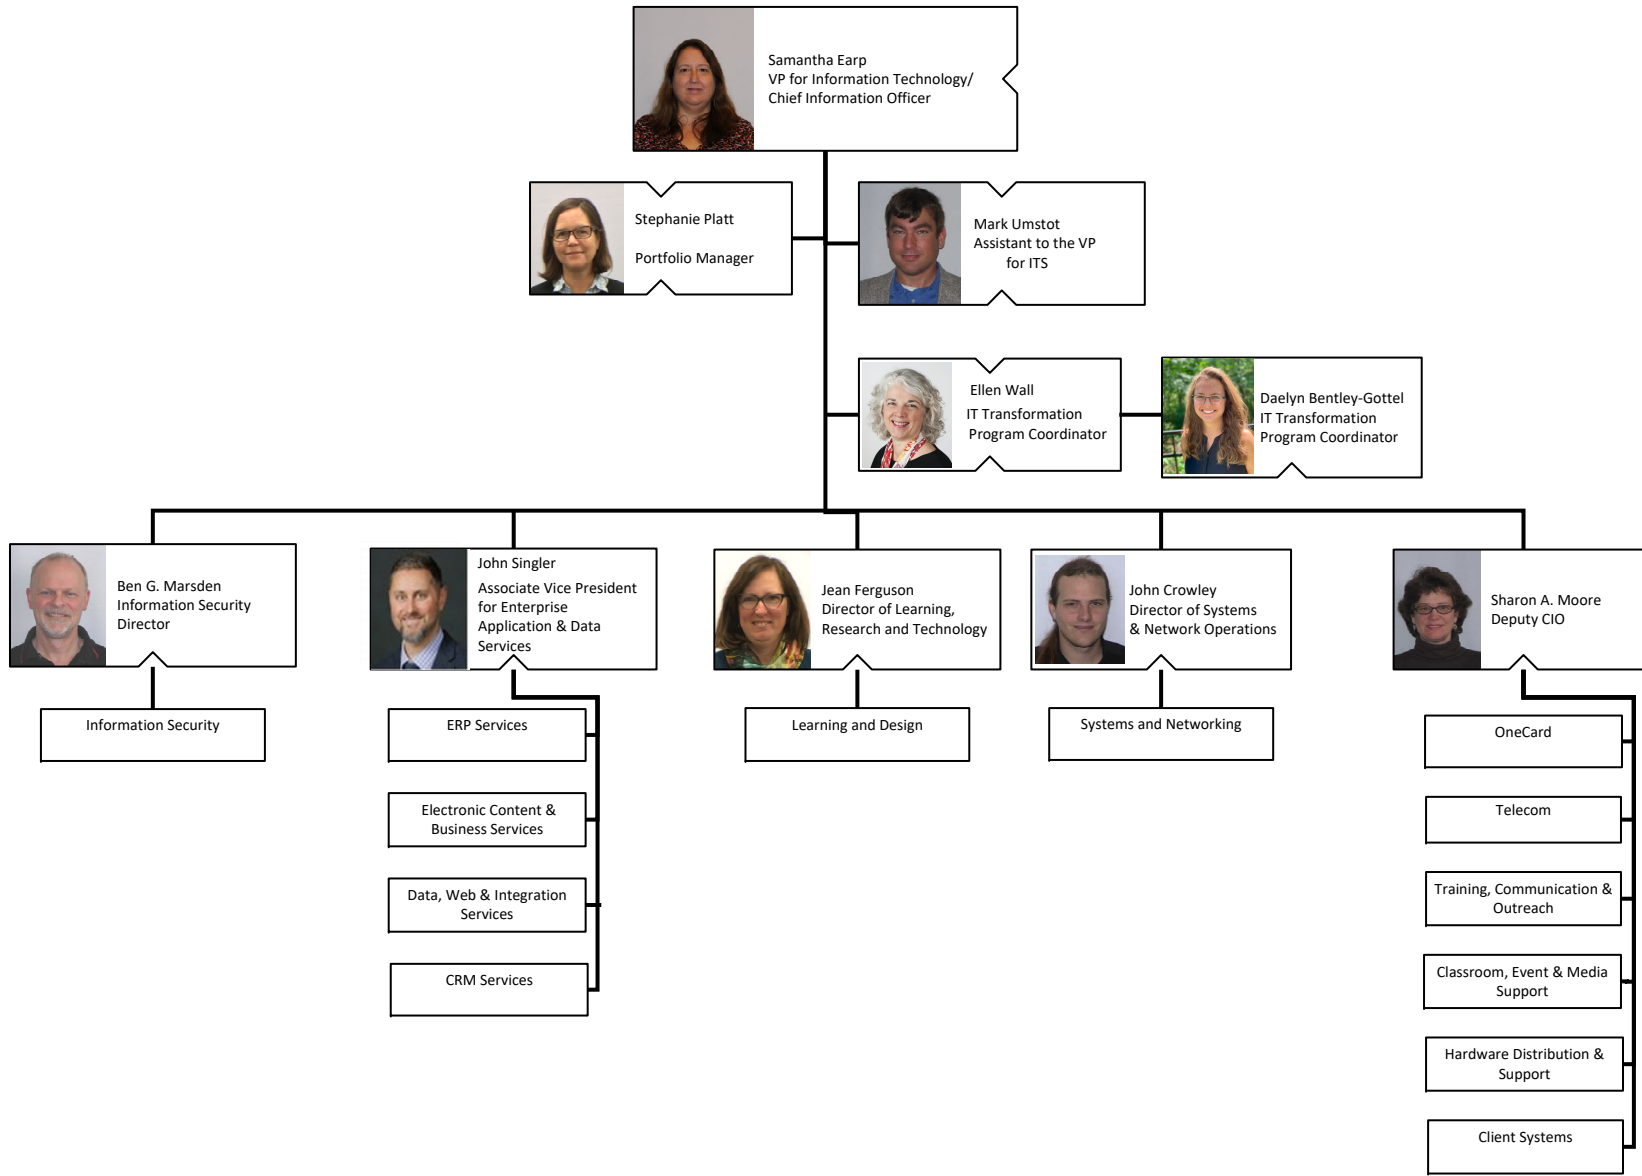 Samantha Earp
VP for Information Technology/
Chief Information Officer
Stephanie Platt
Portfolio Manager
Mark Umstot
Assistant to the VP
for ITS
Ellen Wall
IT Transformation
Program Coordinator
Daelyn Bentley-Gottel
IT Transformation
Program Coordinator
Ben G. Marsden
Information Security
Director
John Singler
Associate Vice President
for Enterprise
Application & Data
Services
Jean Ferguson
Director of Learning,
Research and Technology
John Crowley
Director of Systems
& Network Operations
Sharon A. Moore
Deputy CIO
Information Security
ERP Services
Electronic Content &
Business Services
Data, Web & Integration
Services
CRM Services
Learning and Design
Systems and Networking
OneCard
Telecom
Training, Communication &
Outreach
Classroom, Event & Media
Support
Hardware Distribution &
Support
Client Systems